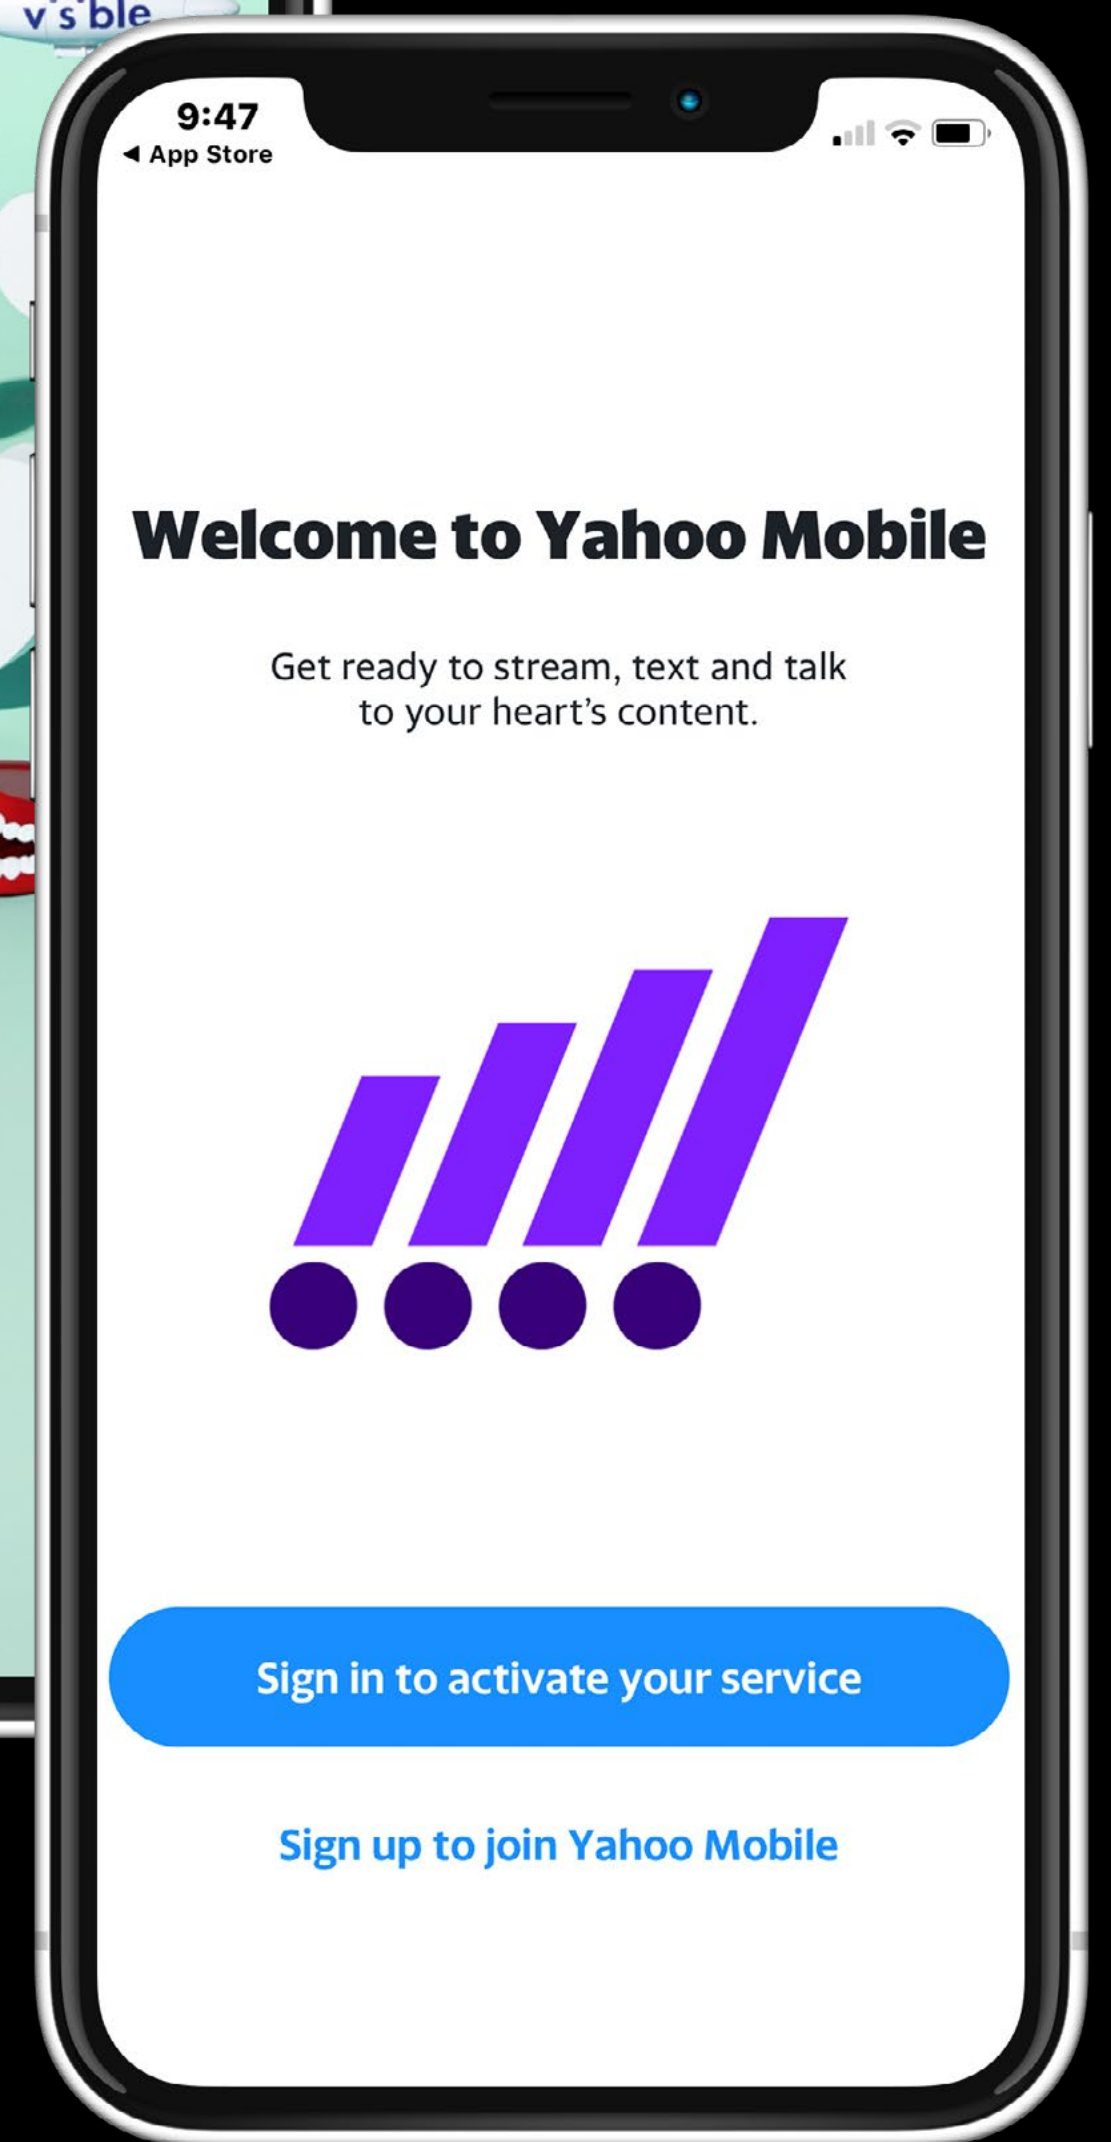 visible
9:47
◀ App Store
Welcome to Yahoo Mobile
Get ready to stream, text and talk
to your heart’s content.
Sign in to activate your service
Sign up to join Yahoo Mobile